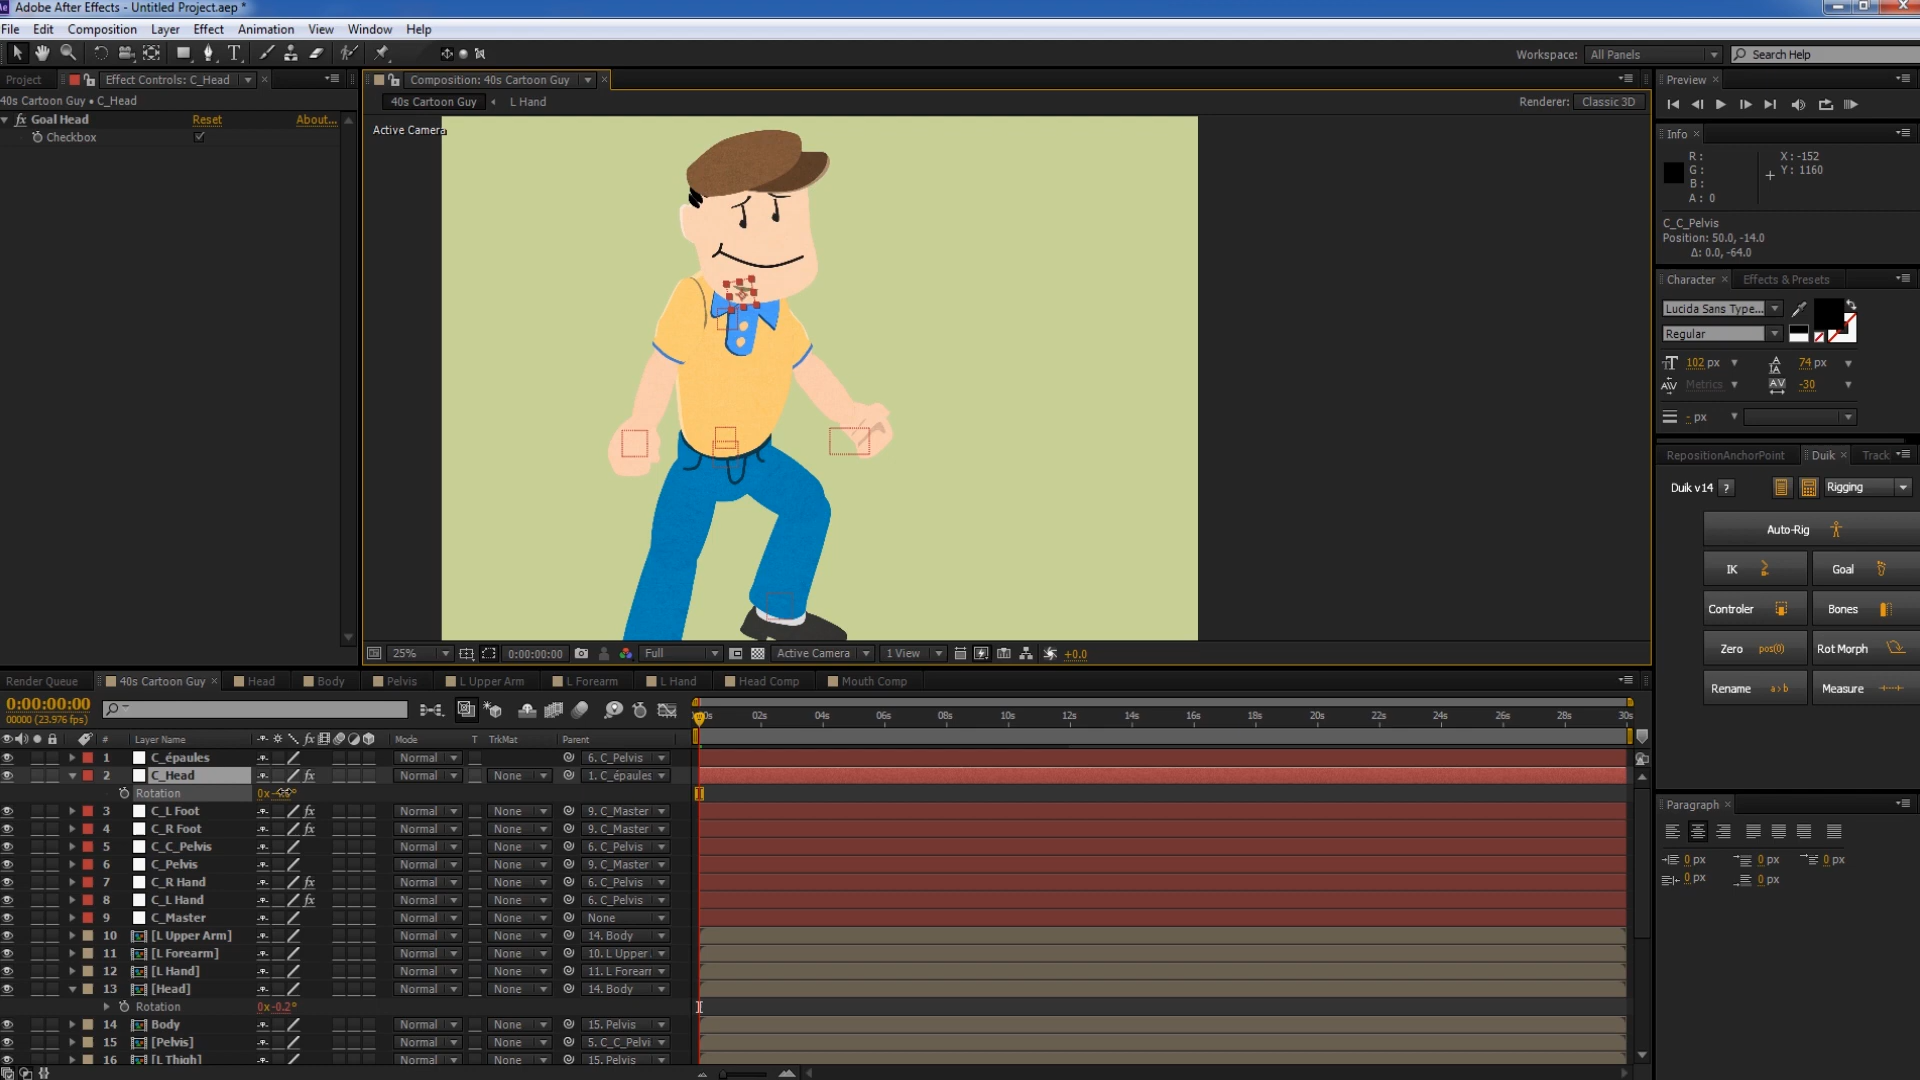 Adobe After Effects - Untitled Project.aep *
File Edit Composition Layer Effect Animation View Window Help
Workspace: All Panels Search Help
Project Effect Controls: C_Head Composition: 40s Cartoon Guy Preview
40s Cartoon Guy • C_Head 40s Cartoon Guy L Hand Renderer: Classic 3D
fx Goal Head Reset About...
Checkbox
Active Camera
Info
R : X : -152
G : Y : 1160
B :
A : 0
C_C_Pelvis
Position: 50.0, -14.0
Δ: 0.0, -64.0
Character Effects & Presets
Lucida Sans Type...
Regular
102 px 74 px
Metrics -30
- px
RepositionAnchorPoint Duik Track
Duik v14 ? Rigging
Auto-Rig
IK Goal
Controler Bones
Zero pos(0) Rot Morph
Rename a>b Measure
25% 0:00:00:00 Full Active Camera 1 View +0.0
Render Queue 40s Cartoon Guy Head Body Pelvis L Upper Arm L Forearm L Hand Head Comp Mouth Comp
0:00:00:00
00000 (23.976 fps)
02s 04s 06s 08s 10s 12s 14s 16s 18s 20s 22s 24s 26s 28s 30s
# Layer Name Mode T TrkMat Parent
1 C_épaules Normal 6. C_Pelvis
2 C_Head fx Normal None 1. C_épaules
Rotation
3 C_L Foot fx Normal None 9. C_Master
4 C_R Foot fx Normal None 9. C_Master
5 C_C_Pelvis Normal None 6. C_Pelvis
6 C_Pelvis Normal None 9. C_Master
7 C_R Hand fx Normal None 6. C_Pelvis
8 C_L Hand fx Normal None 6. C_Pelvis
9 C_Master Normal None None
10 [L Upper Arm] Normal None 14. Body
11 [L Forearm] Normal None 10. L Upper
12 [L Hand] Normal None 11. L Forearr
13 [Head] Normal None 14. Body
Rotation 0x-0.2°
14 Body Normal None 15. Pelvis
15 [Pelvis] Normal None 5. C_C_Pelvi
16 [L Thigh] Normal None 15. Pelvis
Paragraph
0 px 0 px 0 px
0 px 0 px